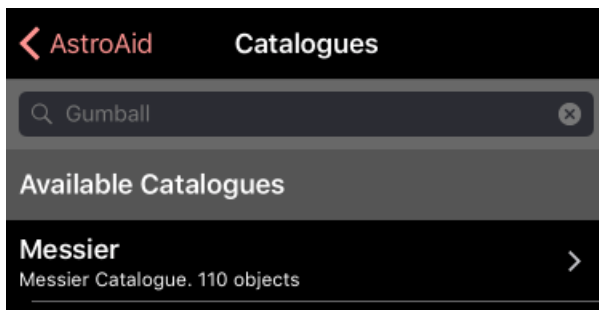 AstroAid
Catalogues
Gumball
Available Catalogues
Messier
Messier Catalogue. 110 objects